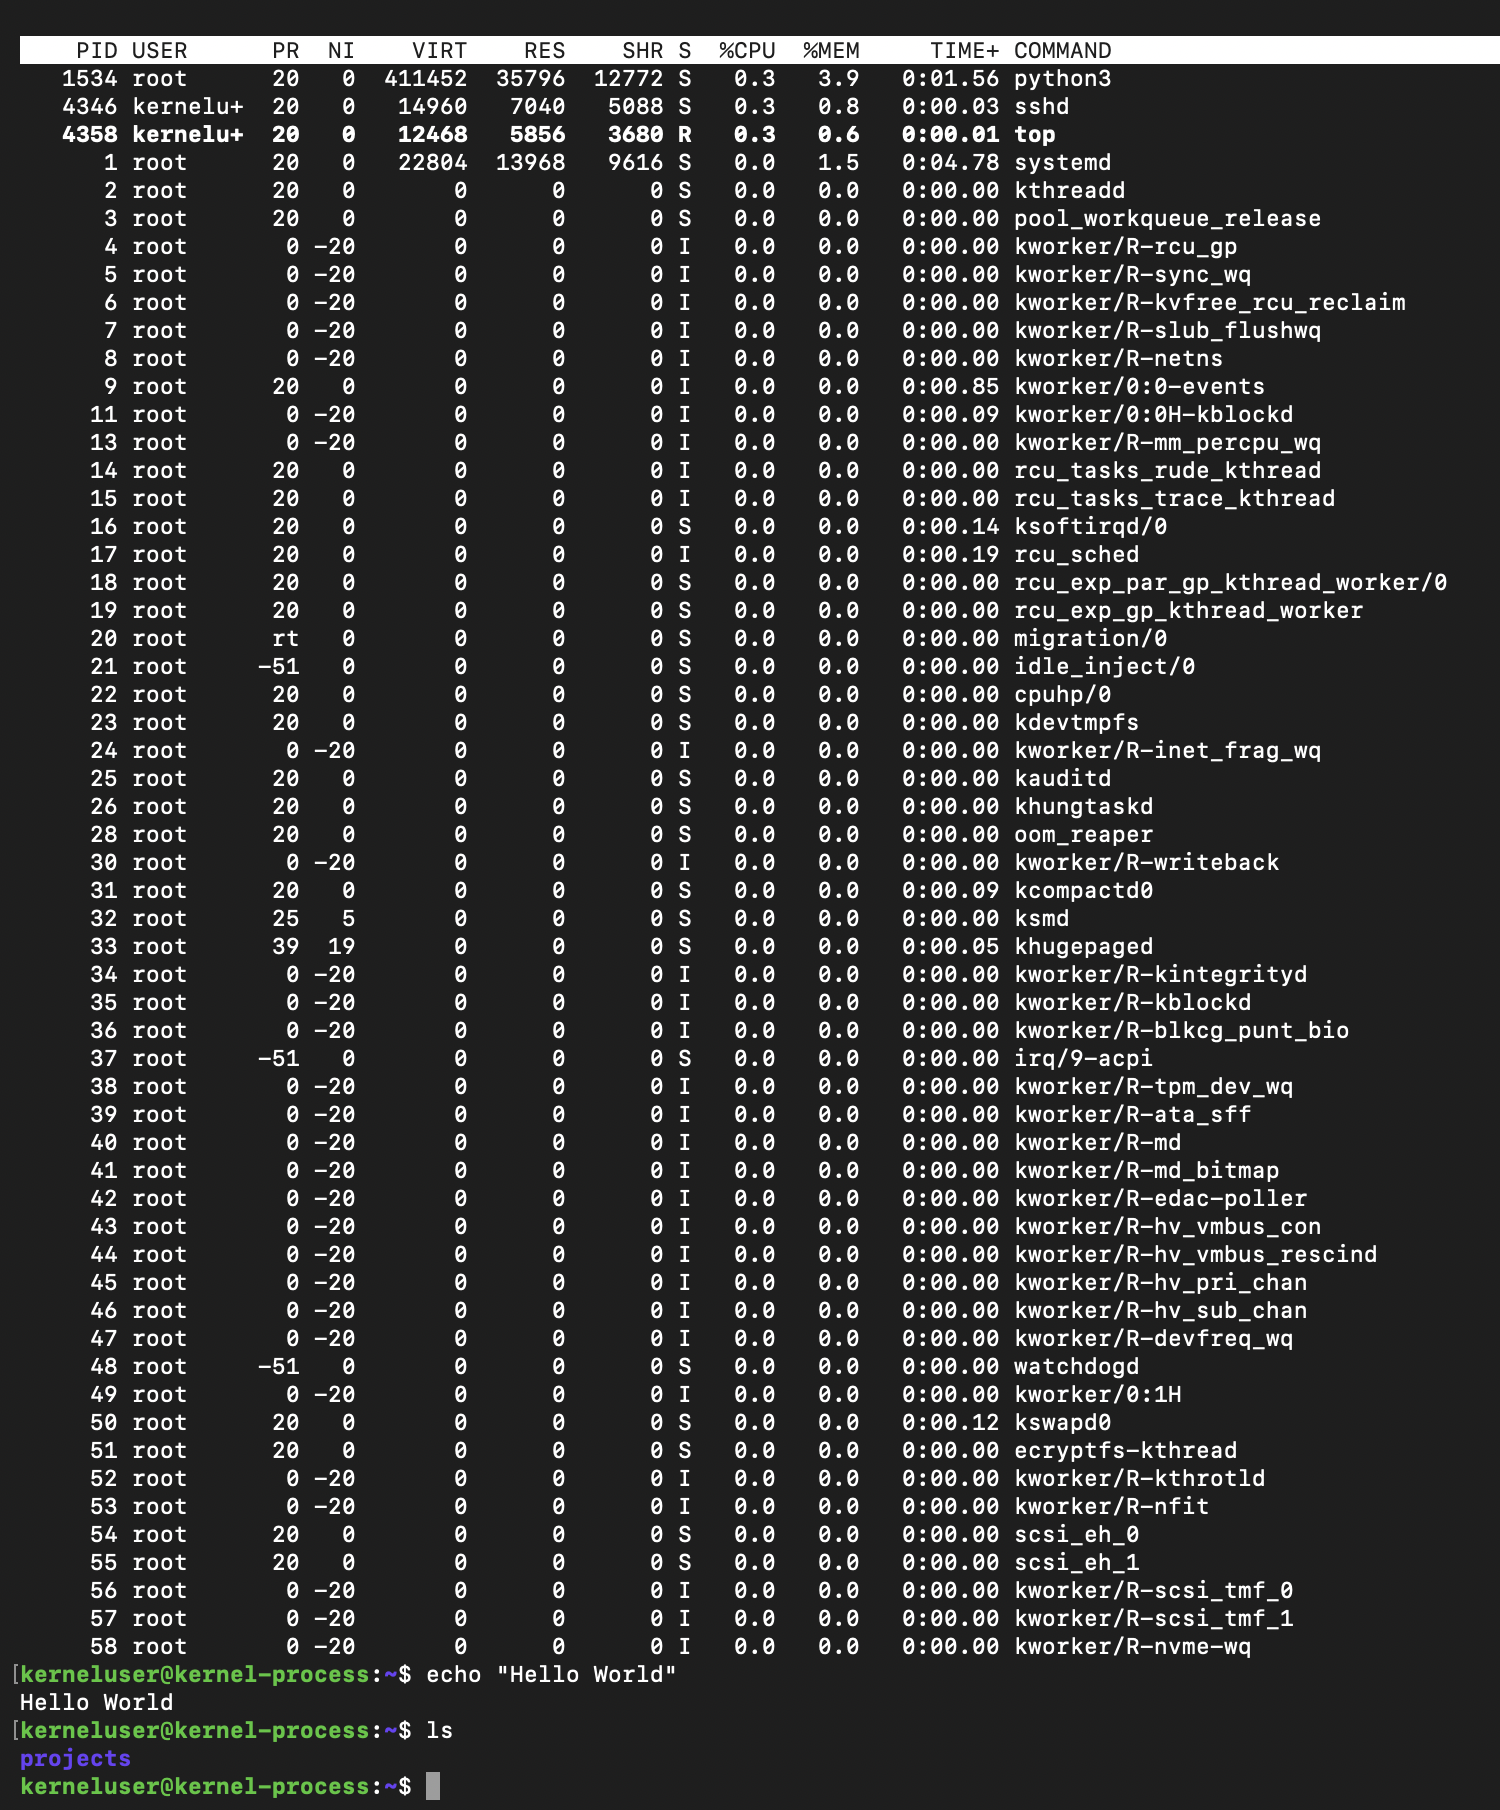 PID USER      PR  NI    VIRT    RES    SHR S  %CPU  %MEM     TIME+ COMMAND
   1534 root      20   0  411452  35796  12772 S   0.3   3.9   0:01.56 python3
   4346 kernelu+  20   0   14960   7040   5088 S   0.3   0.8   0:00.03 sshd
   4358 kernelu+  20   0   12468   5856   3680 R   0.3   0.6   0:00.01 top
      1 root      20   0   22804  13968   9616 S   0.0   1.5   0:04.78 systemd
      2 root      20   0       0      0      0 S   0.0   0.0   0:00.00 kthreadd
      3 root      20   0       0      0      0 S   0.0   0.0   0:00.00 pool_workqueue_release
      4 root       0 -20       0      0      0 I   0.0   0.0   0:00.00 kworker/R-rcu_gp
      5 root       0 -20       0      0      0 I   0.0   0.0   0:00.00 kworker/R-sync_wq
      6 root       0 -20       0      0      0 I   0.0   0.0   0:00.00 kworker/R-kvfree_rcu_reclaim
      7 root       0 -20       0      0      0 I   0.0   0.0   0:00.00 kworker/R-slub_flushwq
      8 root       0 -20       0      0      0 I   0.0   0.0   0:00.00 kworker/R-netns
      9 root      20   0       0      0      0 I   0.0   0.0   0:00.85 kworker/0:0-events
     11 root       0 -20       0      0      0 I   0.0   0.0   0:00.09 kworker/0:0H-kblockd
     13 root       0 -20       0      0      0 I   0.0   0.0   0:00.00 kworker/R-mm_percpu_wq
     14 root      20   0       0      0      0 I   0.0   0.0   0:00.00 rcu_tasks_rude_kthread
     15 root      20   0       0      0      0 I   0.0   0.0   0:00.00 rcu_tasks_trace_kthread
     16 root      20   0       0      0      0 S   0.0   0.0   0:00.14 ksoftirqd/0
     17 root      20   0       0      0      0 I   0.0   0.0   0:00.19 rcu_sched
     18 root      20   0       0      0      0 S   0.0   0.0   0:00.00 rcu_exp_par_gp_kthread_worker/0
     19 root      20   0       0      0      0 S   0.0   0.0   0:00.00 rcu_exp_gp_kthread_worker
     20 root      rt   0       0      0      0 S   0.0   0.0   0:00.00 migration/0
     21 root     -51   0       0      0      0 S   0.0   0.0   0:00.00 idle_inject/0
     22 root      20   0       0      0      0 S   0.0   0.0   0:00.00 cpuhp/0
     23 root      20   0       0      0      0 S   0.0   0.0   0:00.00 kdevtmpfs
     24 root       0 -20       0      0      0 I   0.0   0.0   0:00.00 kworker/R-inet_frag_wq
     25 root      20   0       0      0      0 S   0.0   0.0   0:00.00 kauditd
     26 root      20   0       0      0      0 S   0.0   0.0   0:00.00 khungtaskd
     28 root      20   0       0      0      0 S   0.0   0.0   0:00.00 oom_reaper
     30 root       0 -20       0      0      0 I   0.0   0.0   0:00.00 kworker/R-writeback
     31 root      20   0       0      0      0 S   0.0   0.0   0:00.09 kcompactd0
     32 root      25   5       0      0      0 S   0.0   0.0   0:00.00 ksmd
     33 root      39  19       0      0      0 S   0.0   0.0   0:00.05 khugepaged
     34 root       0 -20       0      0      0 I   0.0   0.0   0:00.00 kworker/R-kintegrityd
     35 root       0 -20       0      0      0 I   0.0   0.0   0:00.00 kworker/R-kblockd
     36 root       0 -20       0      0      0 I   0.0   0.0   0:00.00 kworker/R-blkcg_punt_bio
     37 root     -51   0       0      0      0 S   0.0   0.0   0:00.00 irq/9-acpi
     38 root       0 -20       0      0      0 I   0.0   0.0   0:00.00 kworker/R-tpm_dev_wq
     39 root       0 -20       0      0      0 I   0.0   0.0   0:00.00 kworker/R-ata_sff
     40 root       0 -20       0      0      0 I   0.0   0.0   0:00.00 kworker/R-md
     41 root       0 -20       0      0      0 I   0.0   0.0   0:00.00 kworker/R-md_bitmap
     42 root       0 -20       0      0      0 I   0.0   0.0   0:00.00 kworker/R-edac-poller
     43 root       0 -20       0      0      0 I   0.0   0.0   0:00.00 kworker/R-hv_vmbus_con
     44 root       0 -20       0      0      0 I   0.0   0.0   0:00.00 kworker/R-hv_vmbus_rescind
     45 root       0 -20       0      0      0 I   0.0   0.0   0:00.00 kworker/R-hv_pri_chan
     46 root       0 -20       0      0      0 I   0.0   0.0   0:00.00 kworker/R-hv_sub_chan
     47 root       0 -20       0      0      0 I   0.0   0.0   0:00.00 kworker/R-devfreq_wq
     48 root     -51   0       0      0      0 S   0.0   0.0   0:00.00 watchdogd
     49 root       0 -20       0      0      0 I   0.0   0.0   0:00.00 kworker/0:1H
     50 root      20   0       0      0      0 S   0.0   0.0   0:00.12 kswapd0
     51 root      20   0       0      0      0 S   0.0   0.0   0:00.00 ecryptfs-kthread
     52 root       0 -20       0      0      0 I   0.0   0.0   0:00.00 kworker/R-kthrotld
     53 root       0 -20       0      0      0 I   0.0   0.0   0:00.00 kworker/R-nfit
     54 root      20   0       0      0      0 S   0.0   0.0   0:00.00 scsi_eh_0
     55 root      20   0       0      0      0 S   0.0   0.0   0:00.00 scsi_eh_1
     56 root       0 -20       0      0      0 I   0.0   0.0   0:00.00 kworker/R-scsi_tmf_0
     57 root       0 -20       0      0      0 I   0.0   0.0   0:00.00 kworker/R-scsi_tmf_1
     58 root       0 -20       0      0      0 I   0.0   0.0   0:00.00 kworker/R-nvme-wq
[kerneluser@kernel-process:~$ echo "Hello World"
Hello World
[kerneluser@kernel-process:~$ ls
projects
kerneluser@kernel-process:~$